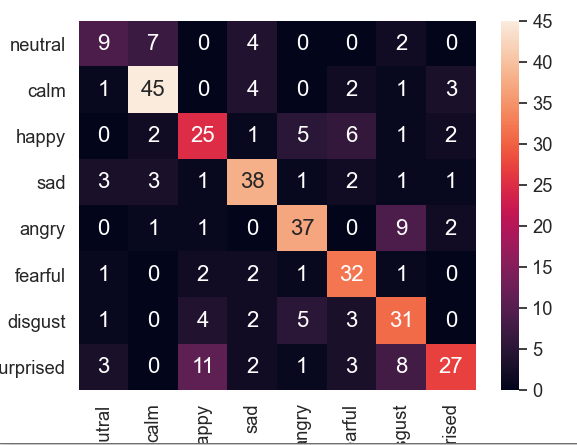 neutral 9 7 0 4 0 0 2 0
calm 1 45 0 4 0 2 1 3
happy 0 2 25 1 5 6 1 2
sad 3 3 1 38 1 2 1 1
angry 0 1 1 0 37 0 9 2
fearful 1 0 2 2 1 32 1 0
disgust 1 0 4 2 5 3 31 0
urprised 3 0 11 2 1 3 8 27
utral calm appy sad ngry arful gust rised
45
40
35
30
25
20
15
10
5
0